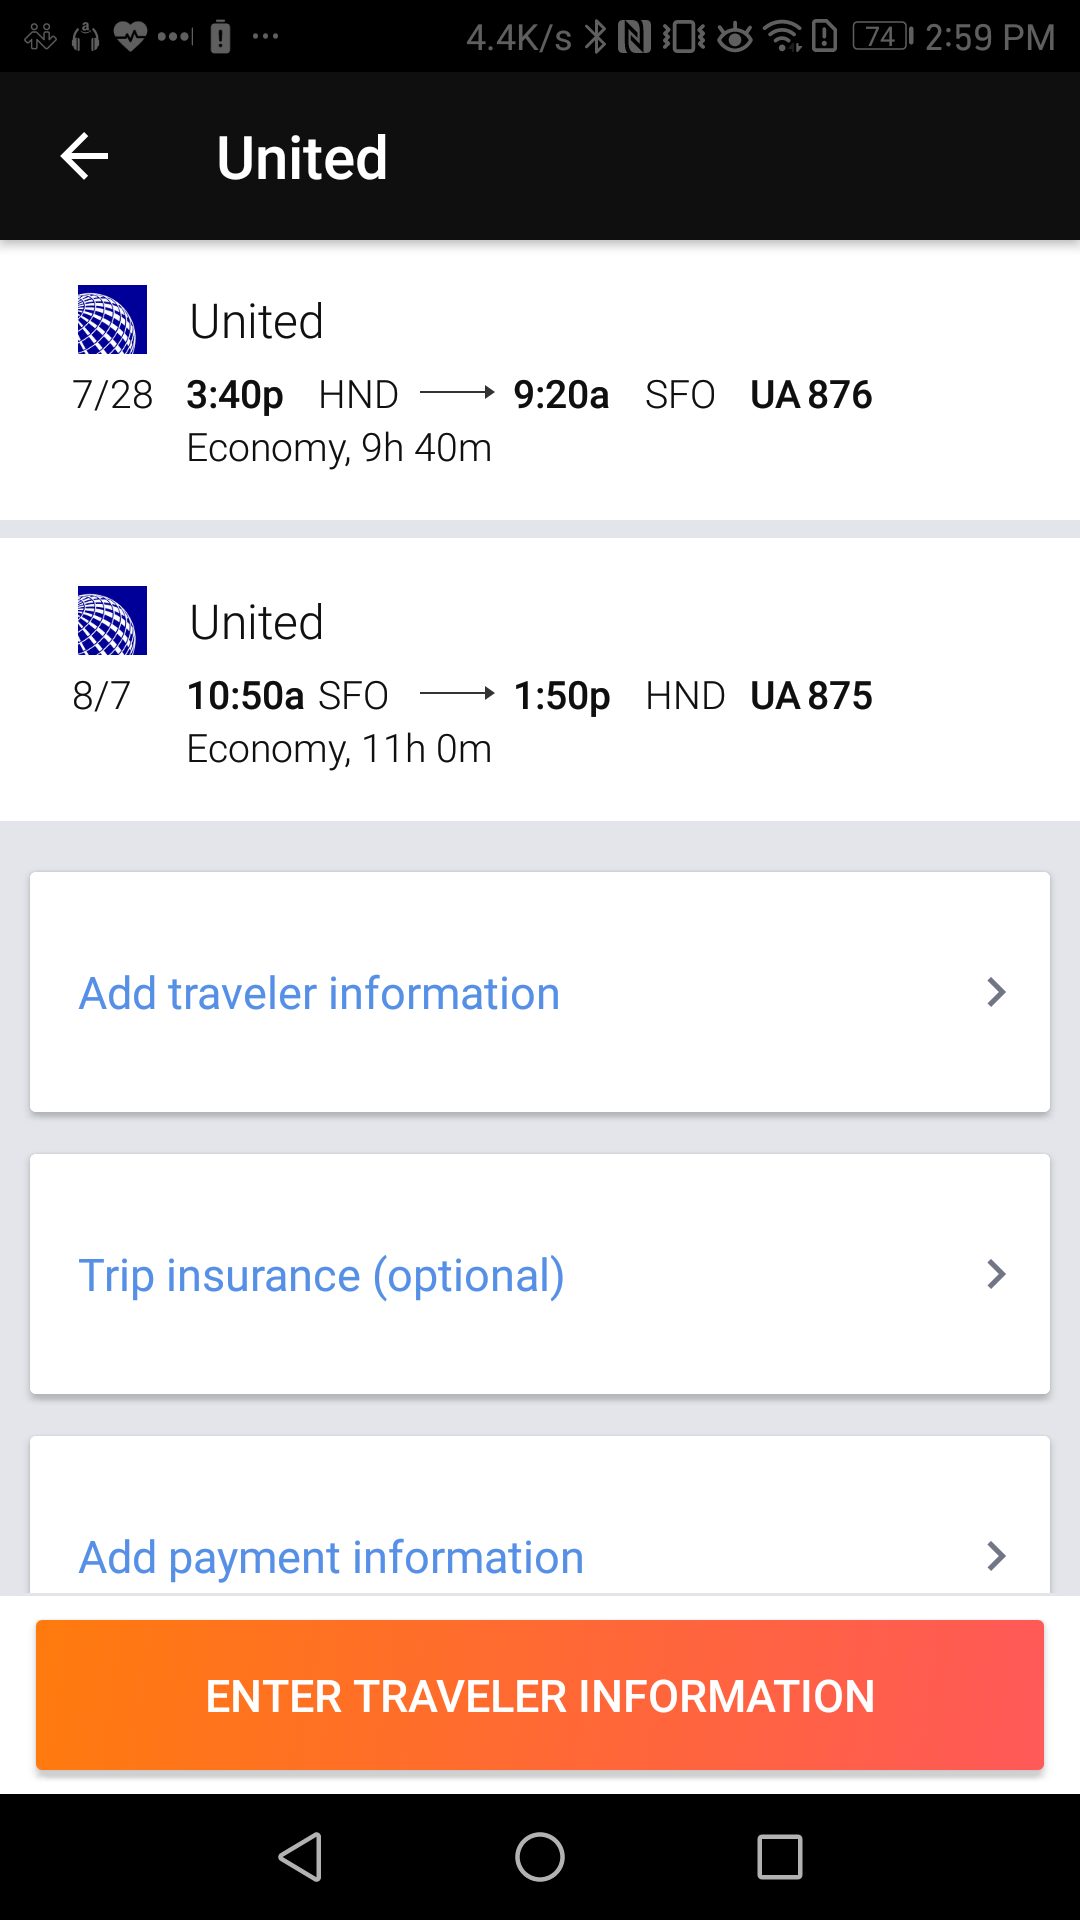 4.4K/s 74 2:59 PM
United
United
7/28 3:40p HND 9:20a SFO UA 876
Economy, 9h 40m
United
8/7 10:50a SFO 1:50p HND UA 875
Economy, 11h 0m
Add traveler information
Trip insurance (optional)
Add payment information
ENTER TRAVELER INFORMATION